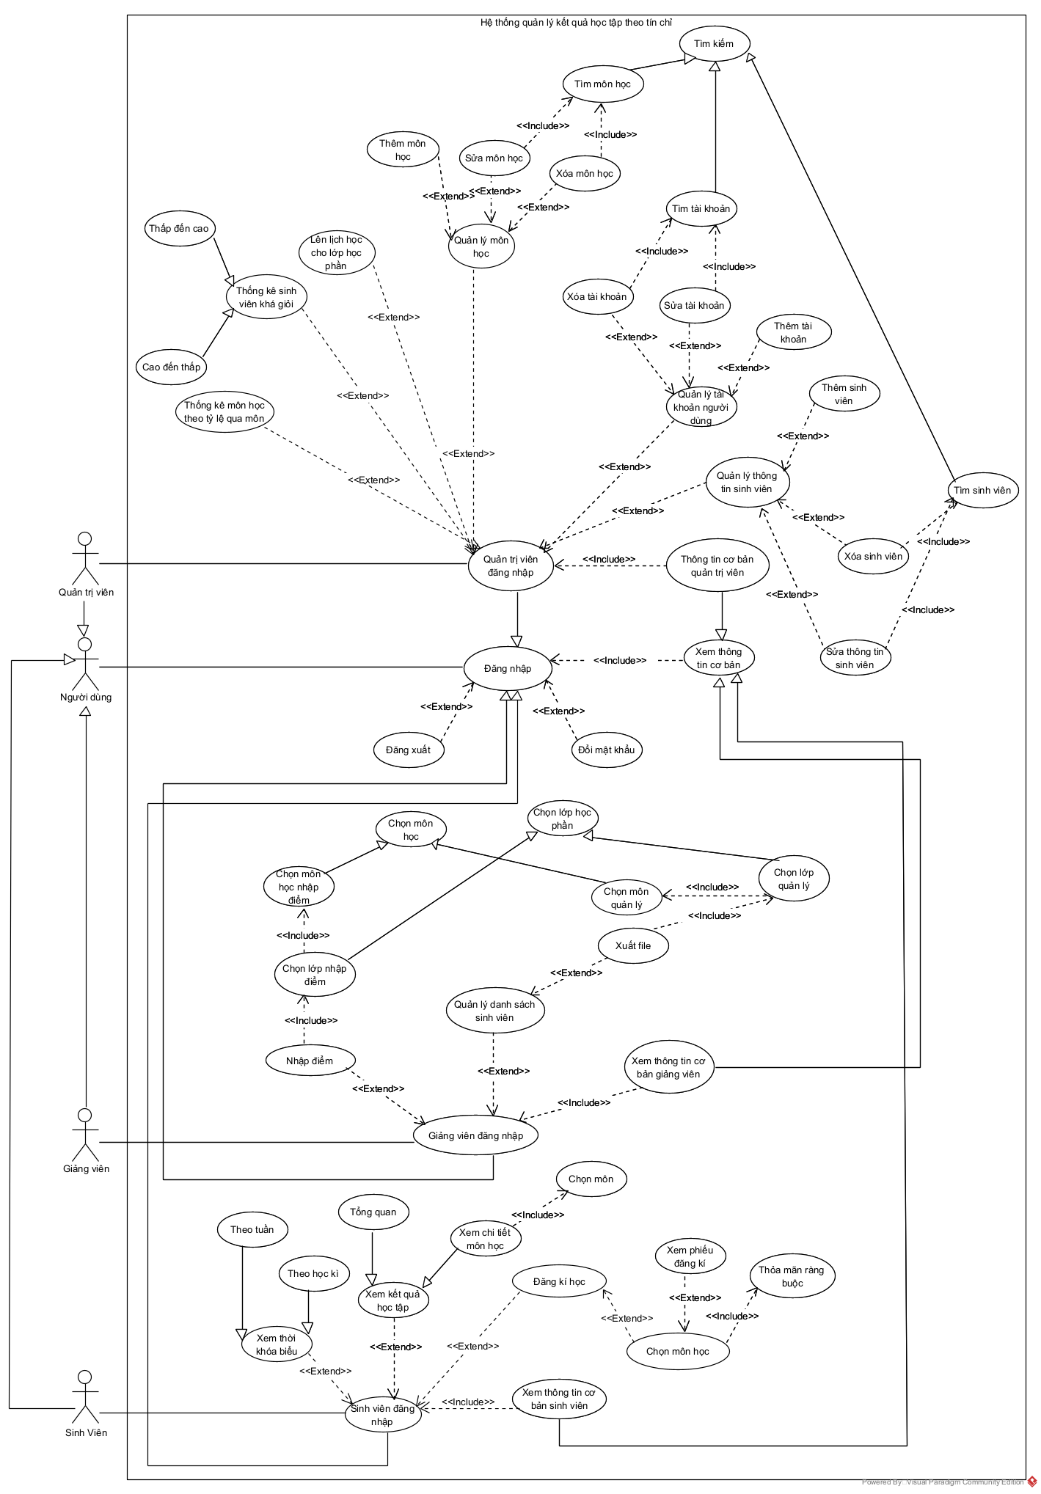 Hệ thống quản lý kết quả học tập theo tín chỉ
Tìm kiếm
Tìm môn học
<<Include>>
<<Include>>
Thêm môn
học
Sửa môn học
Xóa môn học
<<Extend>>
<<Extend>>
<<Extend>>
Tìm tài khoản
Thấp đến cao
Lên lịch học
cho lớp học
phần
Quản lý môn
học
<<Include>>
<<Include>>
Thống kê sinh
viên khá giỏi
Xóa tài khoản
Sửa tài khoản
<<Extend>>
Thêm tài
khoản
<<Extend>>
<<Extend>>
Cao đến thấp
<<Extend>>
<<Extend>>
Thống kê môn học
theo tỷ lệ qua môn
Quản lý tài
khoản người
dùng
Thêm sinh
viên
<<Extend>>
<<Extend>>
<<Extend>>
<<Extend>>
Quản lý thông
tin sinh viên
Tìm sinh viên
<<Extend>>
<<Extend>>
<<Include>>
Xóa sinh viên
Quản trị viên
đăng nhập
<<Include>>
Thông tin cơ bản
quản trị viên
Quản trị viên
<<Extend>>
<<Include>>
Đăng nhập
<<Include>>
Xem thông
tin cơ bản
Sửa thông tin
sinh viên
Người dùng
<<Extend>>
<<Extend>>
Đăng xuất
Đổi mật khẩu
Chọn môn
học
Chọn lớp học
phần
Chọn môn
học nhập
điểm
Chọn môn
quản lý
<<Include>>
Chọn lớp
quản lý
<<Include>>
<<Include>>
Xuất file
Chọn lớp nhập
điểm
<<Extend>>
Quản lý danh sách
sinh viên
<<Include>>
Nhập điểm
<<Extend>>
<<Extend>>
Xem thông tin cơ
bản giảng viên
<<Include>>
Giảng viên đăng nhập
Giảng viên
Chọn môn
Theo tuần
Tổng quan
<<Include>>
Xem chi tiết
môn học
Theo học kì
Đăng kí học
Xem phiếu
đăng kí
Thỏa mãn ràng
buộc
Xem kết quả
học tập
<<Extend>>
<<Extend>>
<<Include>>
Xem thời
khóa biểu
<<Extend>>
<<Extend>>
Chọn môn học
<<Extend>>
Sinh viên đăng
nhập
<<Include>>
Xem thông tin cơ
bản sinh viên
Sinh Viên
Powered By: Visual Paradigm Community Edition